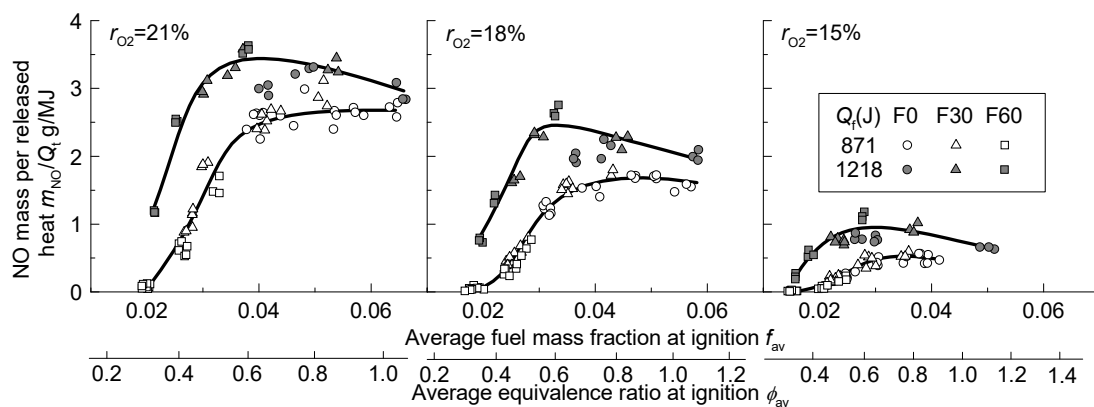 NO mass per released
heat m_NO/Q_t g/MJ
4
3
2
1
0
r_O2=21%
r_O2=18%
r_O2=15%
Q_f(J) F0 F30 F60
871
1218
0.02 0.04 0.06 0.02 0.04 0.06 0.02 0.04 0.06
Average fuel mass fraction at ignition f_av
0.2 0.4 0.6 0.8 1.0 0.2 0.4 0.6 0.8 1.0 1.2 0.4 0.6 0.8 1.0 1.2 1.4
Average equivalence ratio at ignition ϕ_av